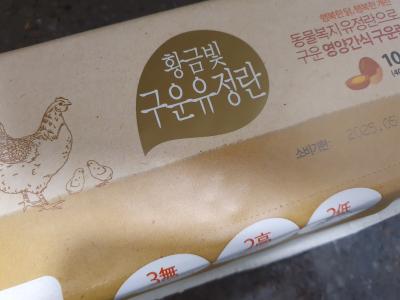 행복한 닭, 행복한 계란
동물복지유정란으로
구운 영양간식 구운
황금빛
구운유정란
10
소비기한:
2025.05
3無
2高
2低